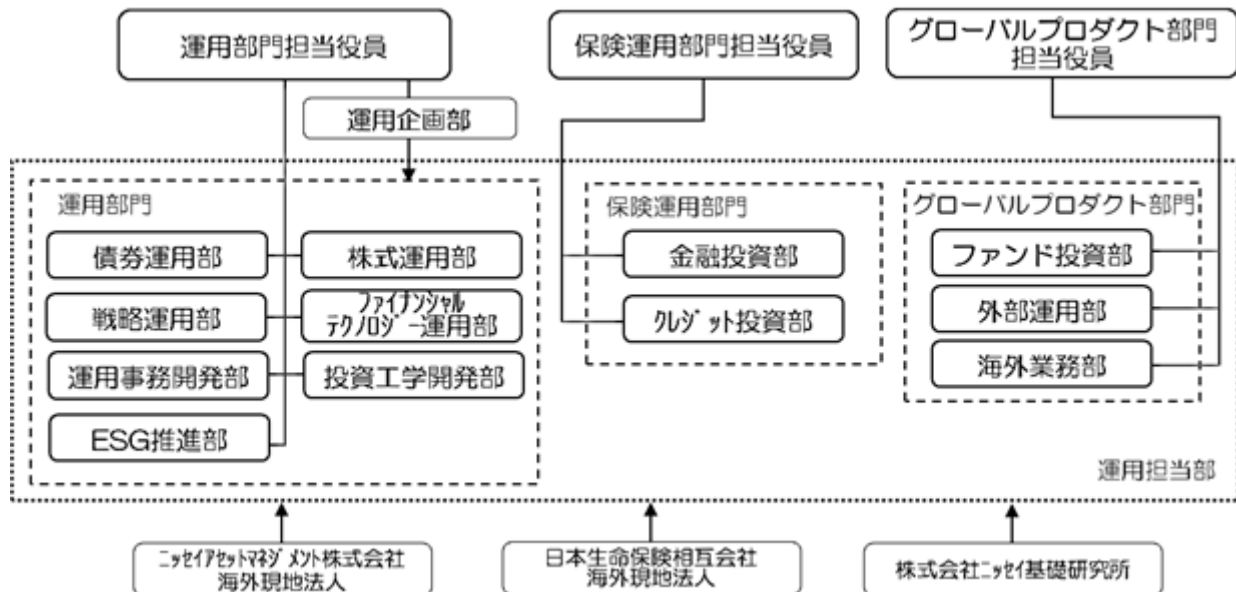 運用部門担当役員
保険運用部門担当役員
グローバルプロダクト部門
担当役員
運用企画部
運用部門
保険運用部門
グローバルプロダクト部門
債券運用部
株式運用部
金融投資部
ファンド投資部
戦略運用部
ファイナンシャル
テクノロジー運用部
クレジット投資部
外部運用部
運用事務開発部
投資工学開発部
海外業務部
ESG推進部
運用担当部
ニッセイアセットマネジメント株式会社
海外現地法人
日本生命保険相互会社
海外現地法人
株式会社ニッセイ基礎研究所